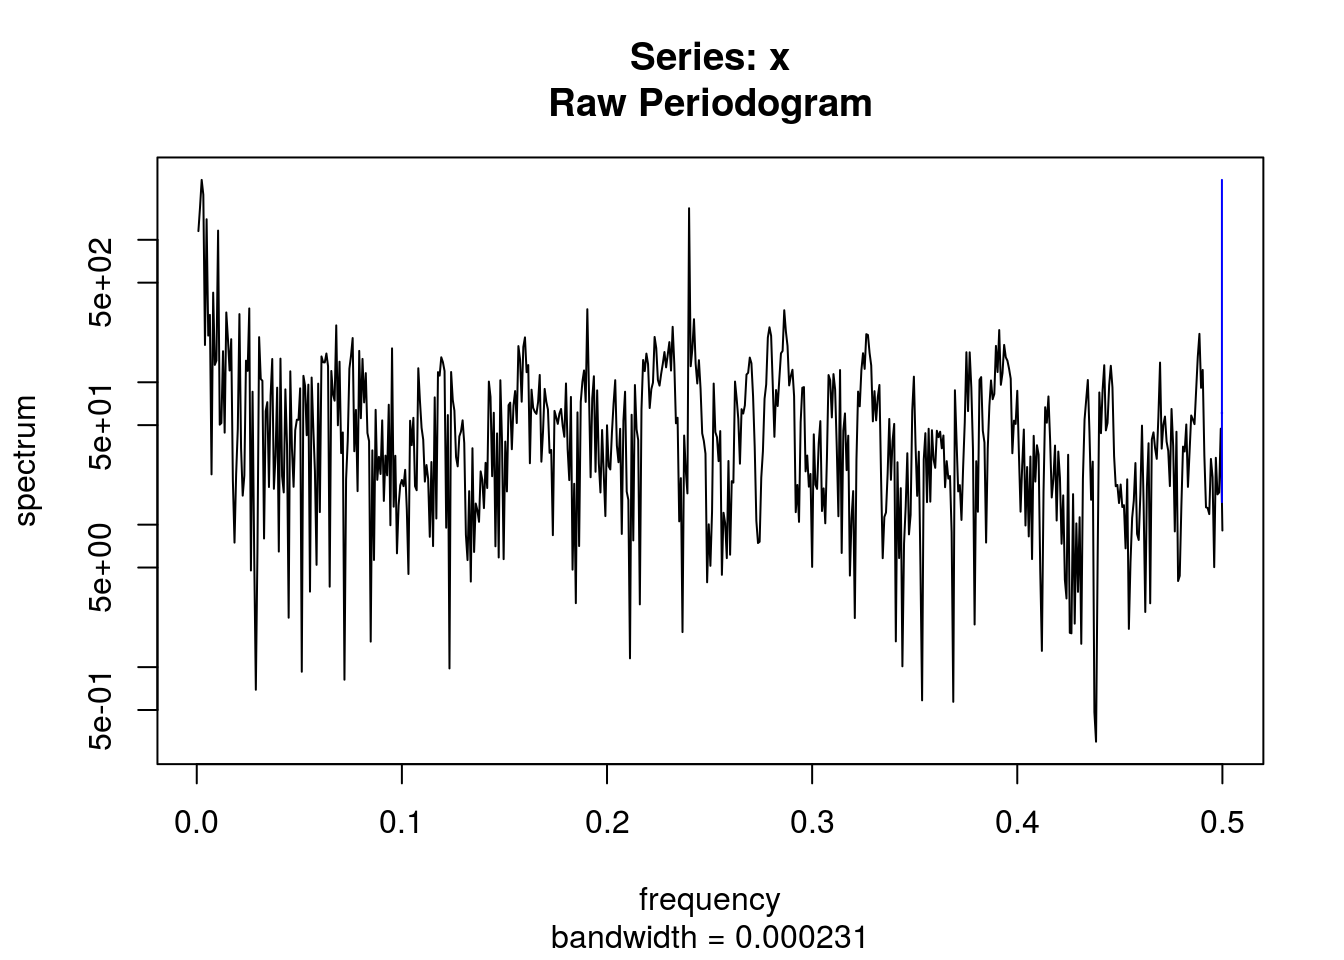 Series: x
Raw Periodogram
spectrum
5e+02
5e+01
5e+00
5e-01
0.0 0.1 0.2 0.3 0.4 0.5
frequency
bandwidth = 0.000231